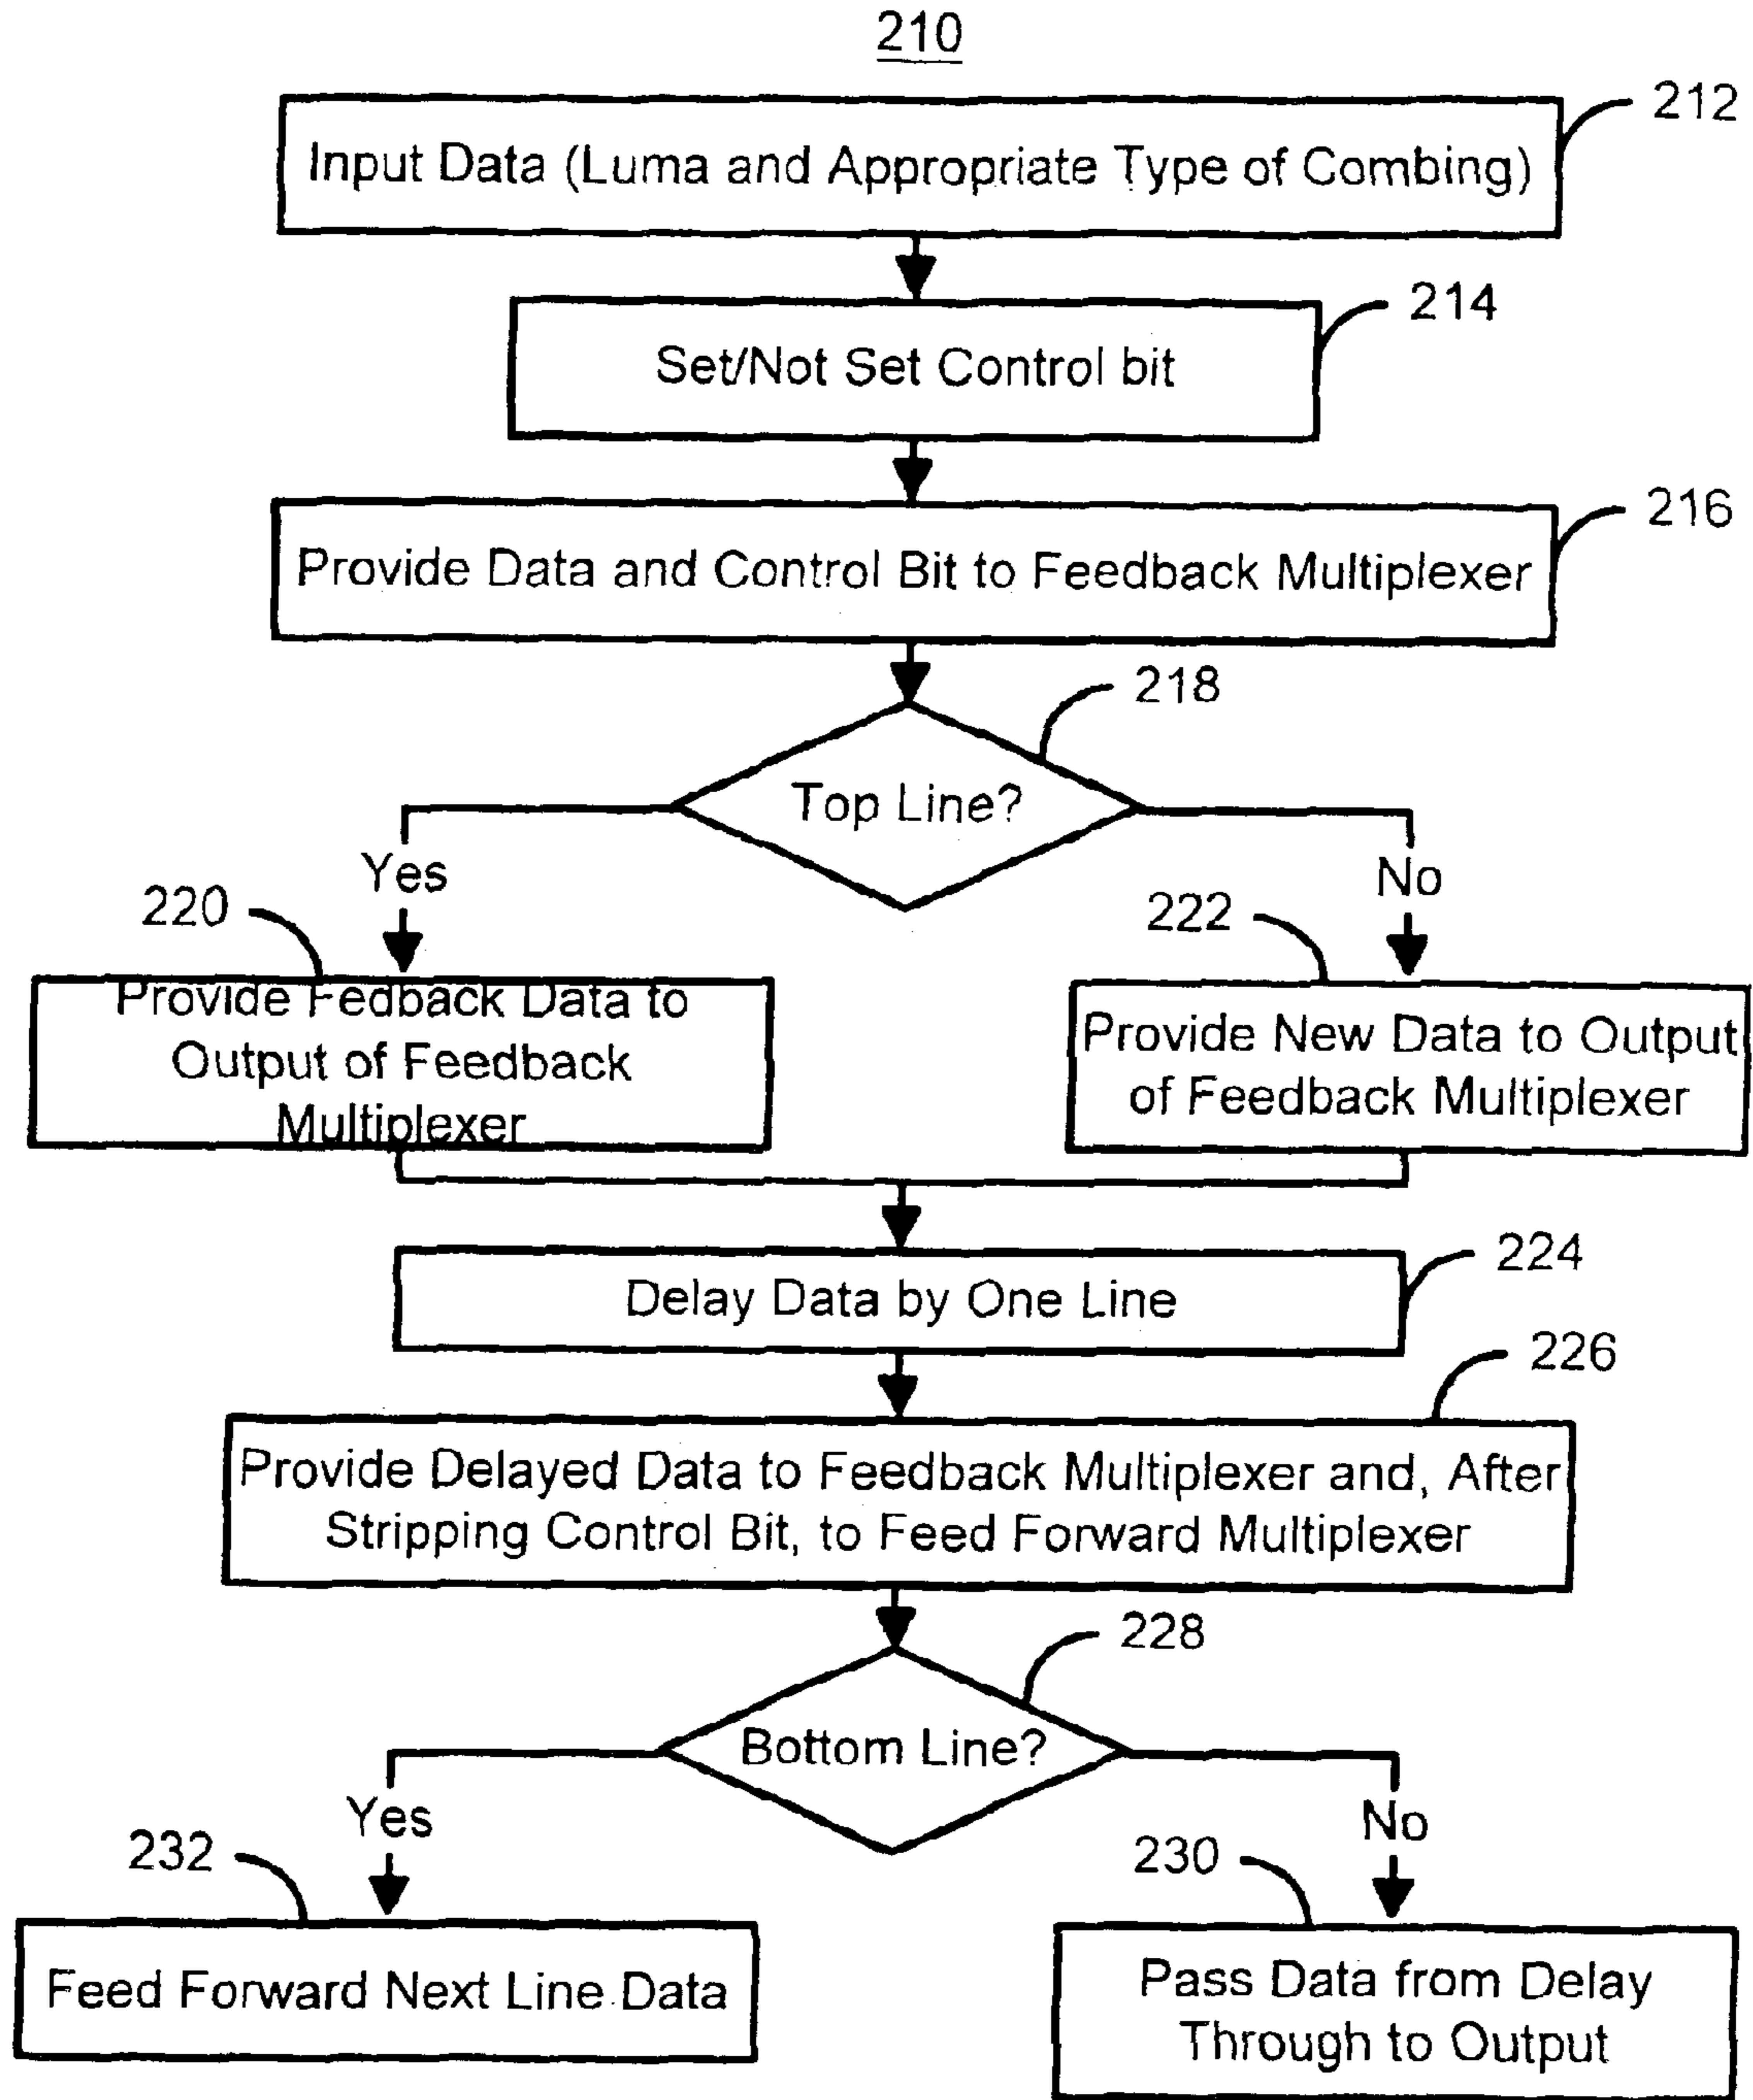 210
212
Input Data (Luma and Appropriate Type of Combing)
214
Set/Not Set Control bit
216
Provide Data and Control Bit to Feedback Multiplexer
218
Top Line?
Yes
No
220
222
Provide Fedback Data to
Output of Feedback
Multiplexer
Provide New Data to Output
of Feedback Multiplexer
224
Delay Data by One Line
226
Provide Delayed Data to Feedback Multiplexer and, After
Stripping Control Bit, to Feed Forward Multiplexer
228
Bottom Line?
Yes
No
232
230
Feed Forward Next Line Data
Pass Data from Delay
Through to Output